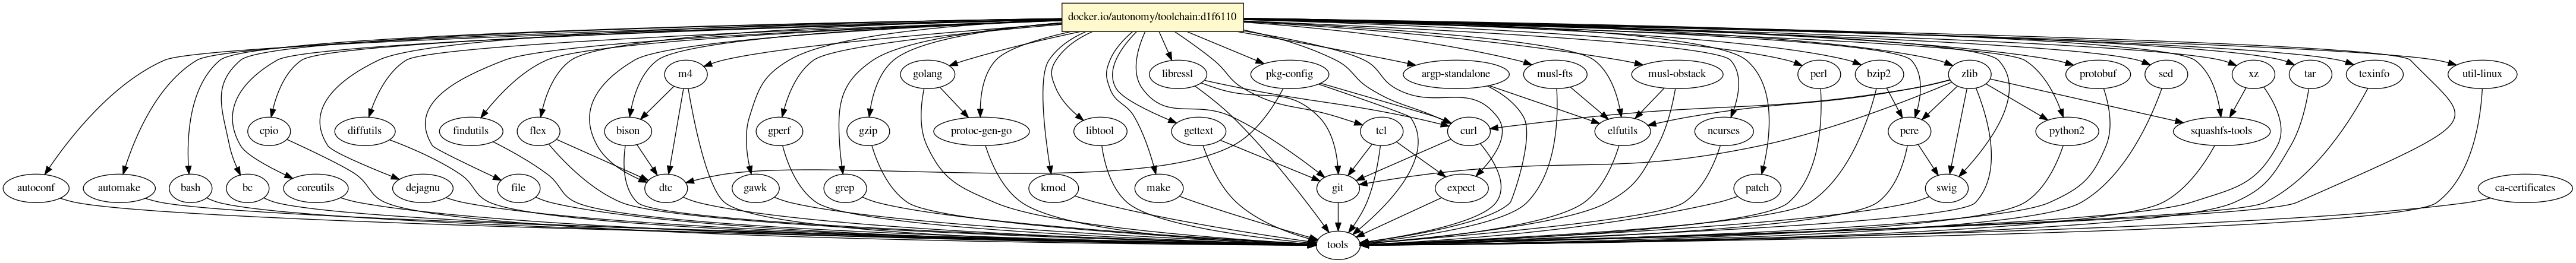 docker.io/autonomy/toolchain:d1f6110
m4
golang
libressl
pkg-config
argp-standalone
musl-fts
musl-obstack
perl
bzip2
zlib
protobuf
sed
xz
tar
texinfo
util-linux
cpio
diffutils
findutils
flex
bison
gperf
gzip
protoc-gen-go
libtool
gettext
tcl
curl
elfutils
ncurses
pcre
python2
squashfs-tools
autoconf
automake
bash
bc
coreutils
dejagnu
file
dtc
gawk
grep
kmod
make
git
expect
patch
swig
ca-certificates
tools